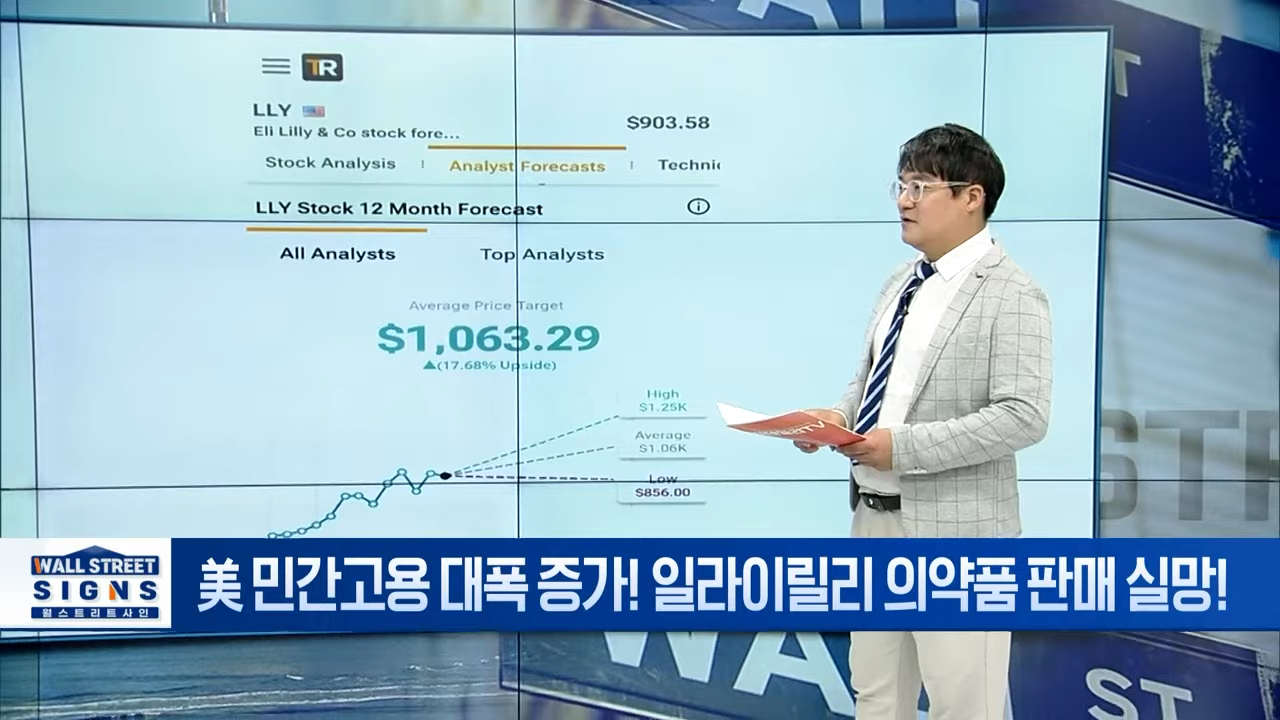 TR
LLY
Eli Lilly & Co stock fore...
$903.58
Stock Analysis
Analyst Forecasts
Technic
LLY Stock 12 Month Forecast
All Analysts
Top Analysts
Average Price Target
$1,063.29
▲(17.68% Upside)
High
$1.25K
Average
$1.06K
Low
$856.00
WALL STREET
SIGNS
월스트리트사인
美 민간고용 대폭 증가! 일라이릴리 의약품 판매 실망!
ST